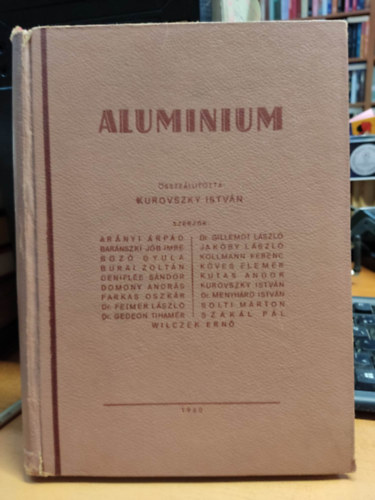 ALUMINIUM
ÖSSZEÁLLÍTOTTA:
KUROVSZKY ISTVÁN
SZERZŐK:
ARÁNYI ÁRPÁD
BARÁNSZKI JÓB IMRE
BOZÓ GYULA
BURAI ZOLTÁN
DENIFLÉE SÁNDOR
DOMONY ANDRÁS
FARKAS OSZKÁR
Dr. FEIMER LÁSZLÓ
Dr. GEDEON TIHAMÉR
Dr. GILLEMOT LÁSZLÓ
JAKÓBY LÁSZLÓ
KOLLMANN FERENC
KÖVES ELEMÉR
KUTAS ANDOR
KUROVSZKY ISTVÁN
Dr. MENYHÁRD ISTVÁN
SOLTI MÁRTON
SZAKÁL PÁL
WILCZEK ERNŐ